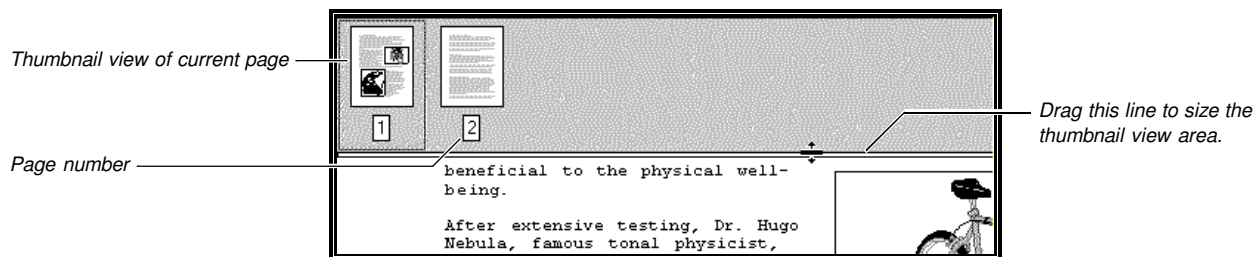 Thumbnail view of current page
1
2
Page number
Drag this line to size the
thumbnail view area.
beneficial to the physical well-
being.
After extensive testing, Dr. Hugo
Nebula, famous tonal physicist,